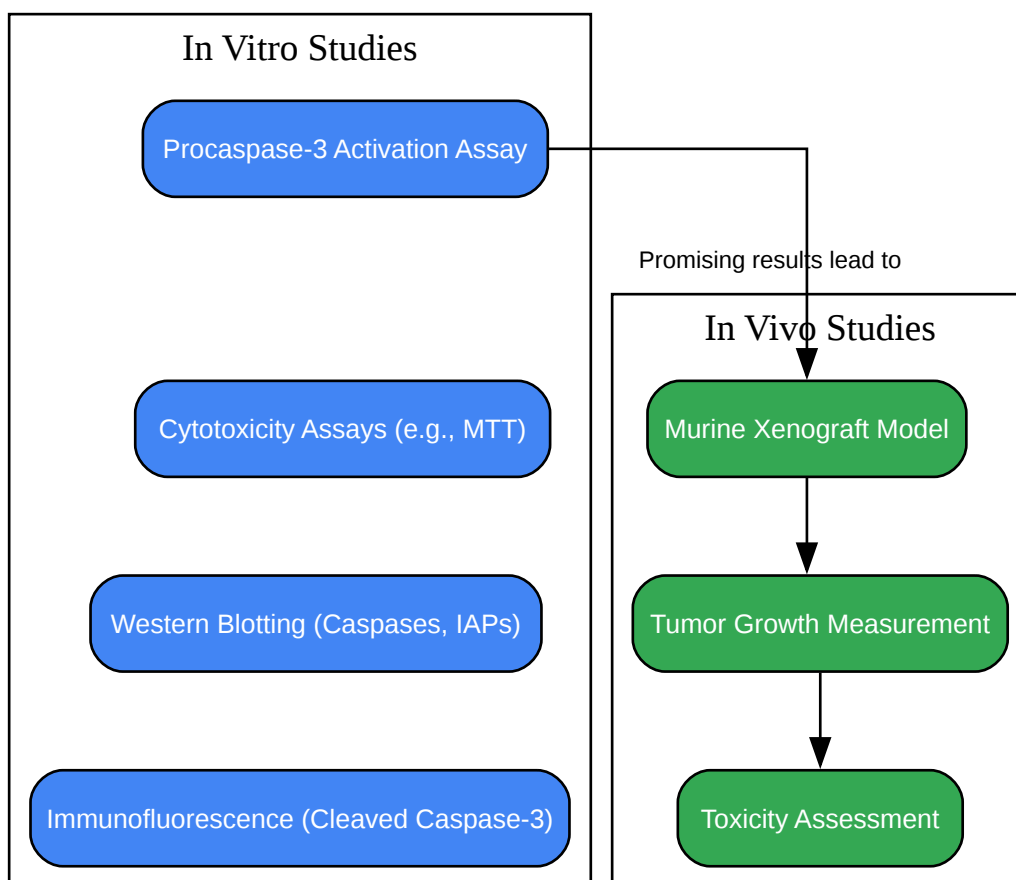 In Vitro Studies
Procaspase-3 Activation Assay
Cytotoxicity Assays (e.g., MTT)
Western Blotting (Caspases, IAPs)
Immunofluorescence (Cleaved Caspase-3)
Promising results lead to
In Vivo Studies
Murine Xenograft Model
Tumor Growth Measurement
Toxicity Assessment